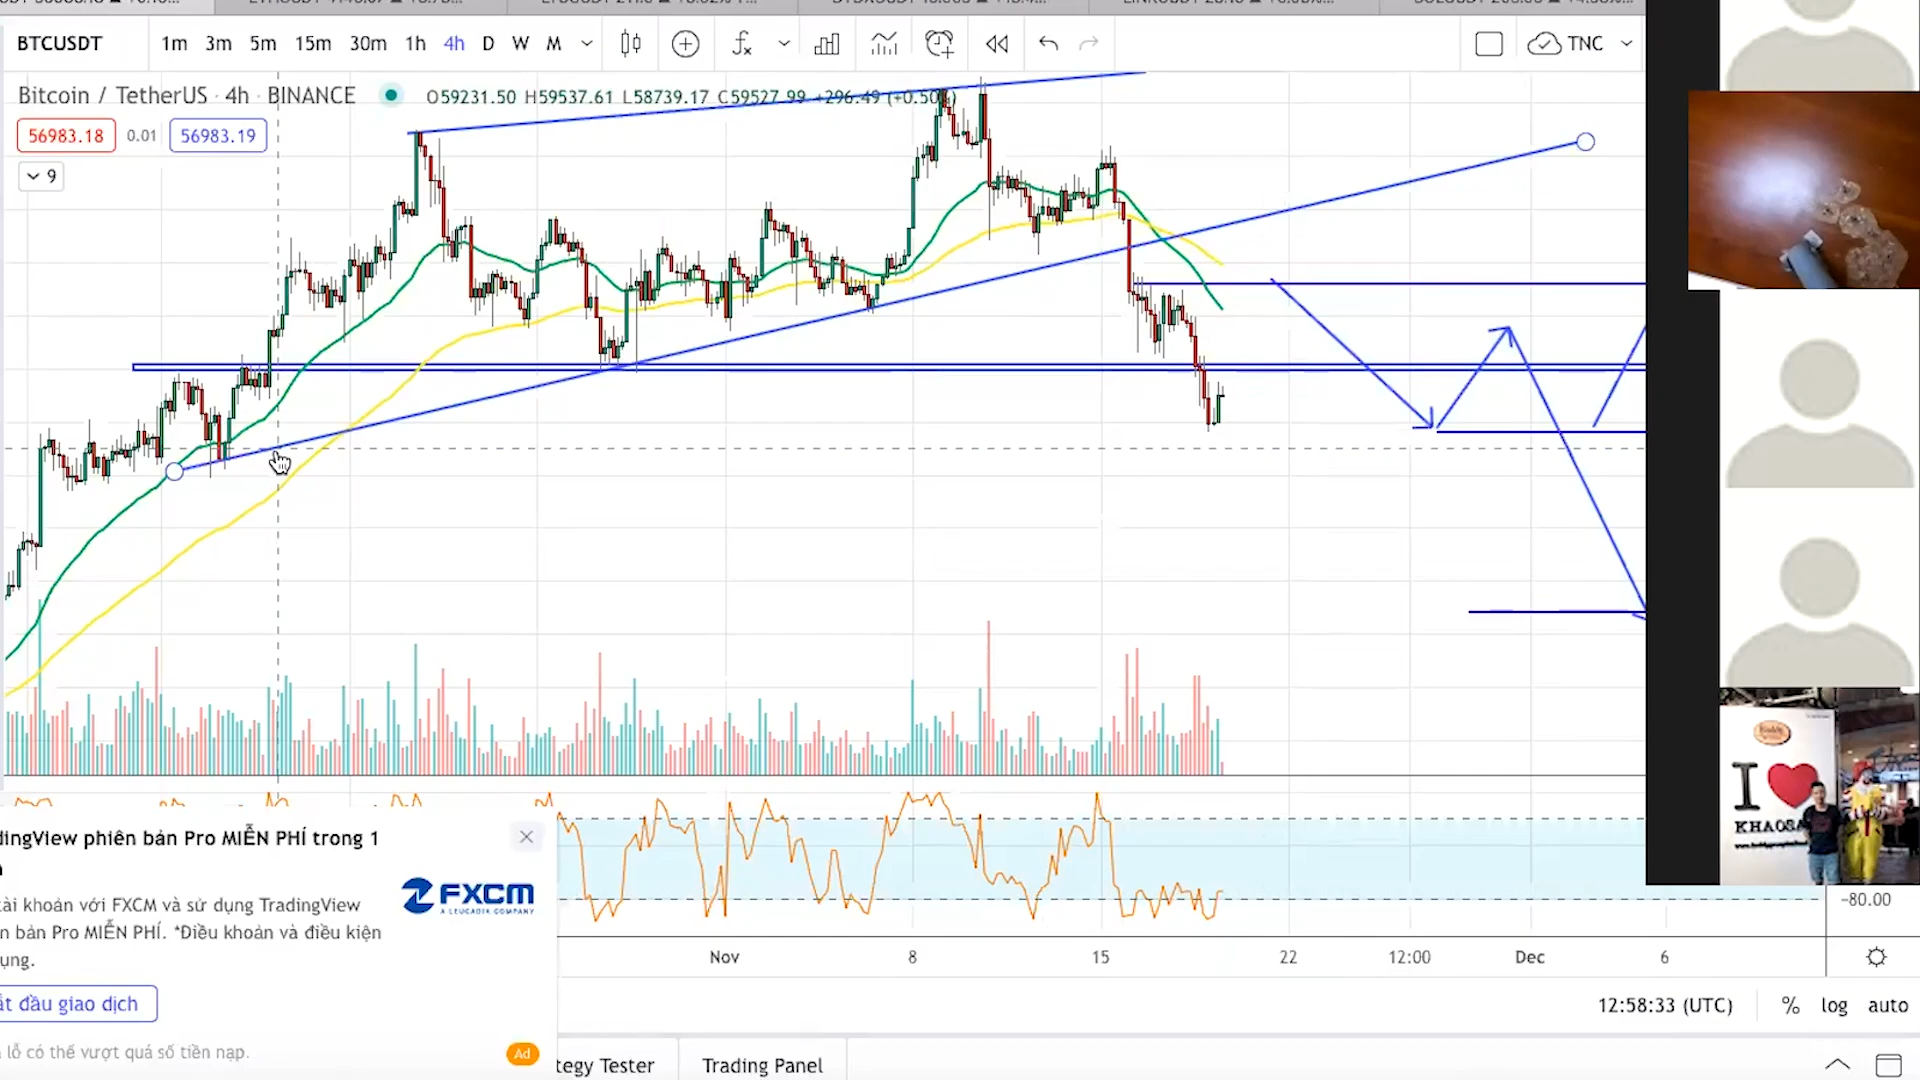 BTCUSDT 1m 3m 5m 15m 30m 1h 4h D W M TNC
Bitcoin / TetherUS · 4h · BINANCE O59231.50 H59537.61 L58739.17 C59527.99 +296.49 (+0.50%)
56983.18 0.01 56983.19
9
I
KHAOSA
dingView phiên bản Pro MIỄN PHÍ trong 1
FXCM
A LEUCADIA COMPANY
tài khoản với FXCM và sử dụng TradingView
n bản Pro MIỄN PHÍ. *Điều khoản và điều kiện
ụng.
ắt đầu giao dịch
lỗ có thể vượt quá số tiền nạp.
Ad
-80.00
Nov 8 15 22 12:00 Dec 6
12:58:33 (UTC) % log auto
tegy Tester Trading Panel